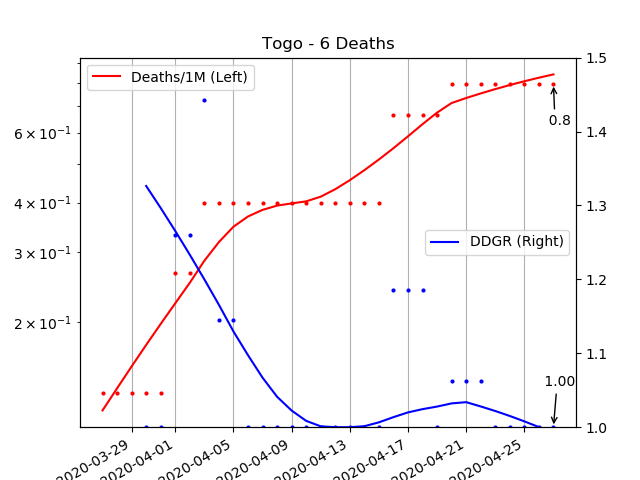 Togo - 6 Deaths
Deaths/1M (Left)
DDGR (Right)
0.8
1.00
6 × 10⁻¹
4 × 10⁻¹
3 × 10⁻¹
2 × 10⁻¹
1.5
1.4
1.3
1.2
1.1
1.0
2020-03-29
2020-04-01
2020-04-05
2020-04-09
2020-04-13
2020-04-17
2020-04-21
2020-04-25